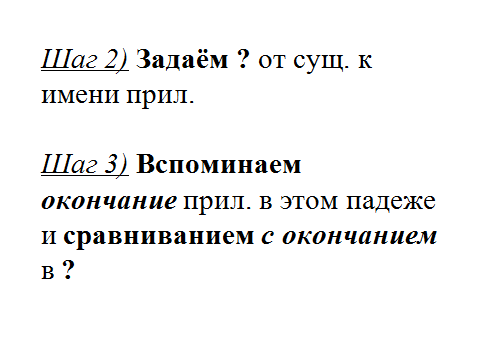 Шаг 2) Задаём ? от сущ. к
имени прил.
Шаг 3) Вспоминаем
окончание прил. в этом падеже
и сравниванием с окончанием
в ?